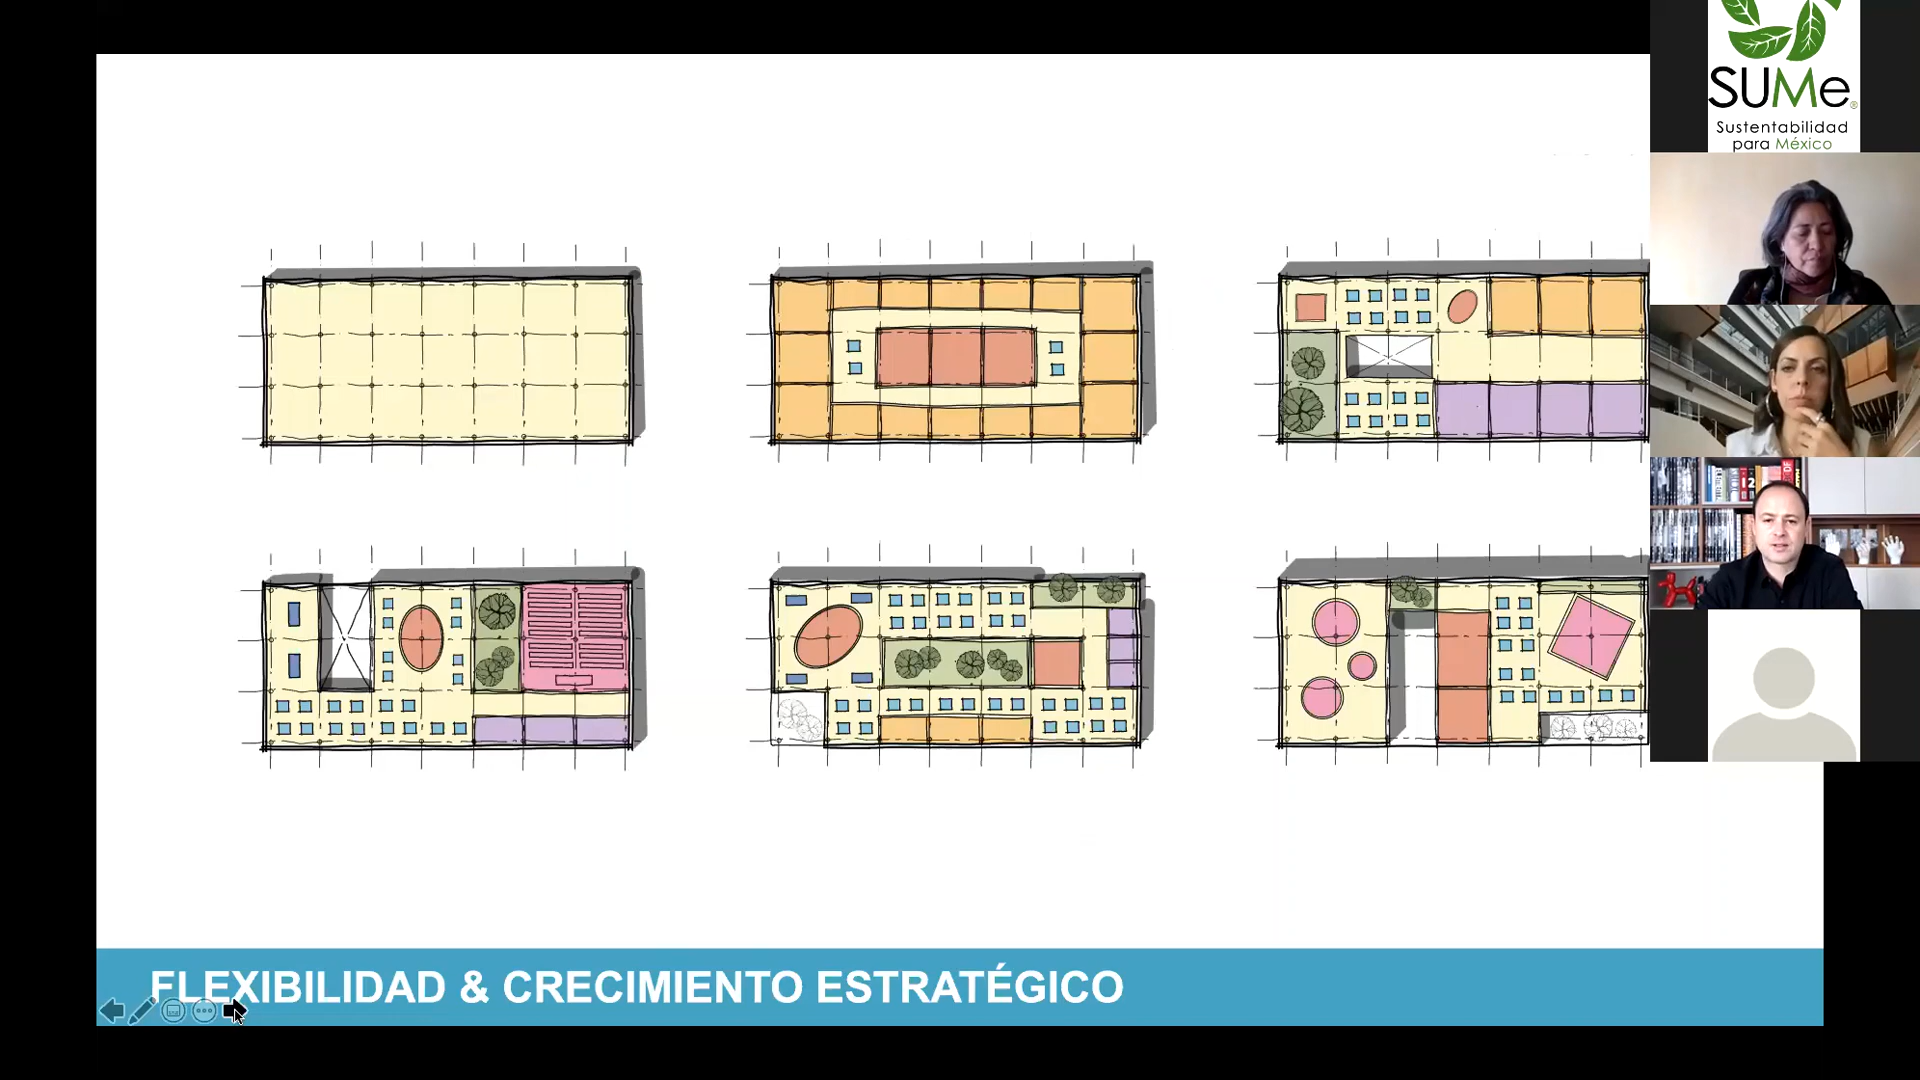 SUMe®
Sustentabilidad
para México
FLEXIBILIDAD & CRECIMIENTO ESTRATÉGICO